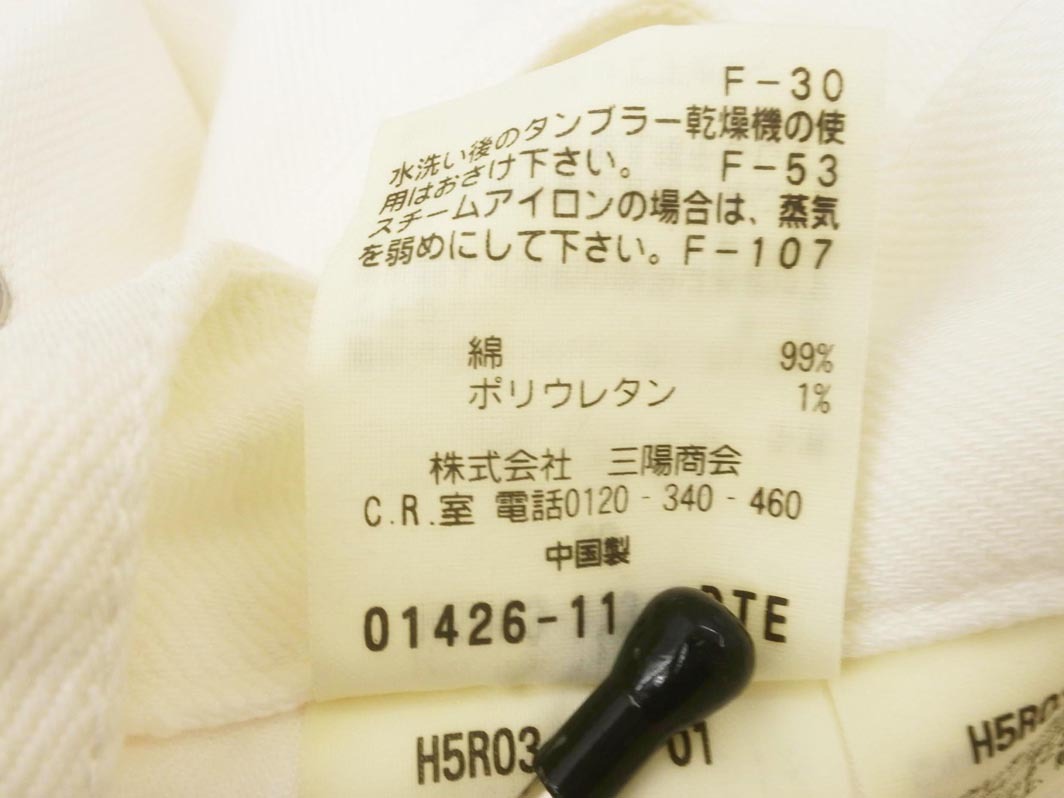 F-30
水洗い後のタンブラー乾燥機の使
用はおさけ下さい。 F-53
スチームアイロンの場合は、蒸気
を弱めにして下さい。F-107
綿 99%
ポリウレタン 1%
株式会社 三陽商会
C.R.室 電話0120-340-460
中国製
01426-11 TE
H5R03 01
H5R0